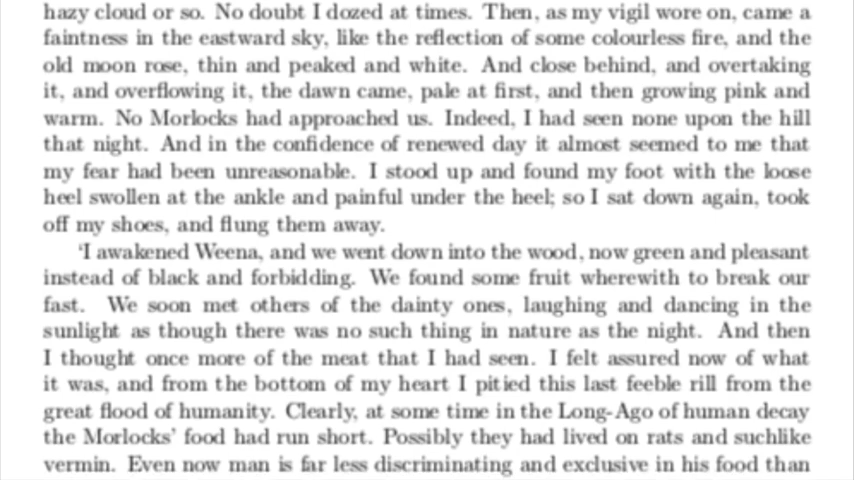 hazy cloud or so. No doubt I dozed at times. Then, as my vigil wore on, came a
faintness in the eastward sky, like the reflection of some colourless fire, and the
old moon rose, thin and peaked and white. And close behind, and overtaking
it, and overflowing it, the dawn came, pale at first, and then growing pink and
warm. No Morlocks had approached us. Indeed, I had seen none upon the hill
that night. And in the confidence of renewed day it almost seemed to me that
my fear had been unreasonable. I stood up and found my foot with the loose
heel swollen at the ankle and painful under the heel; so I sat down again, took
off my shoes, and flung them away.
‘I awakened Weena, and we went down into the wood, now green and pleasant
instead of black and forbidding. We found some fruit wherewith to break our
fast. We soon met others of the dainty ones, laughing and dancing in the
sunlight as though there was no such thing in nature as the night. And then
I thought once more of the meat that I had seen. I felt assured now of what
it was, and from the bottom of my heart I pitied this last feeble rill from the
great flood of humanity. Clearly, at some time in the Long-Ago of human decay
the Morlocks’ food had run short. Possibly they had lived on rats and suchlike
vermin. Even now man is far less discriminating and exclusive in his food than